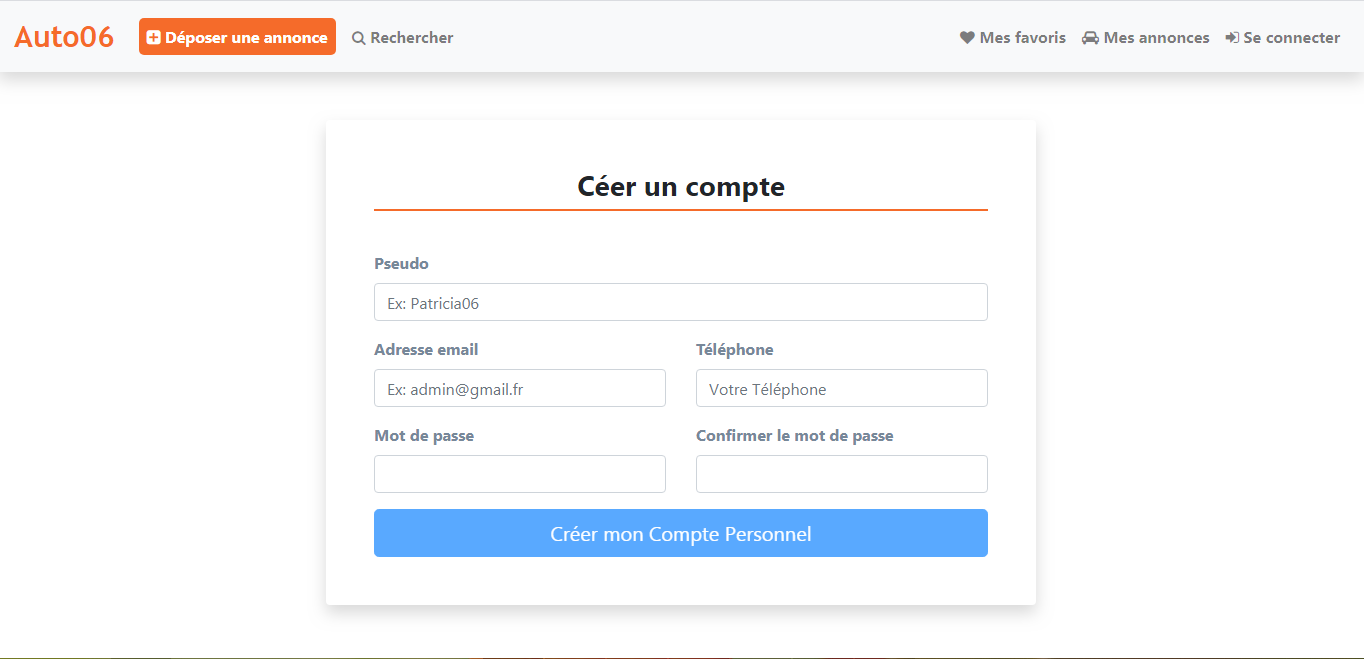 Auto06 Déposer une annonce Rechercher Mes favoris Mes annonces Se connecter
Céer un compte
Pseudo
Ex: Patricia06
Adresse email Téléphone
Ex: admin@gmail.fr Votre Téléphone
Mot de passe Confirmer le mot de passe
Créer mon Compte Personnel